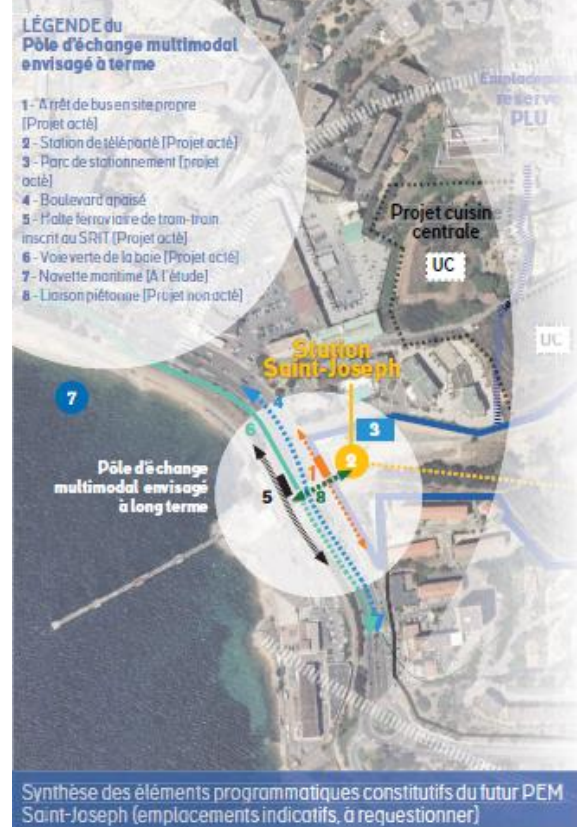 LÉGENDE du
Pôle d'échange multimodal
envisagé à terme
1 - Arrêt de bus en site propre
[Projet acté]
2 - Station de téléporté [Projet acté]
3 - Parc de stationnement [projet
acté]
4 - Boulevard apaisé
5 - Halte ferroviaire de tram-train
inscrit au SRIT [Projet acté]
6 - Voie verte de la baie [Projet acté]
7 - Navette maritime [A l'étude]
8 - Liaison piétonne [Projet non acté]
Emplacement
réserve
PLU
Projet cuisin
centrale
UC
UC
Station
Saint-Joseph
7
4
3
6
1
2
Pôle d'échange
multimodal envisagé
à long terme
5
8
Synthèse des éléments programmatiques constitutifs du futur PEM
Saint-Joseph (emplacements indicatifs, à requestionner)